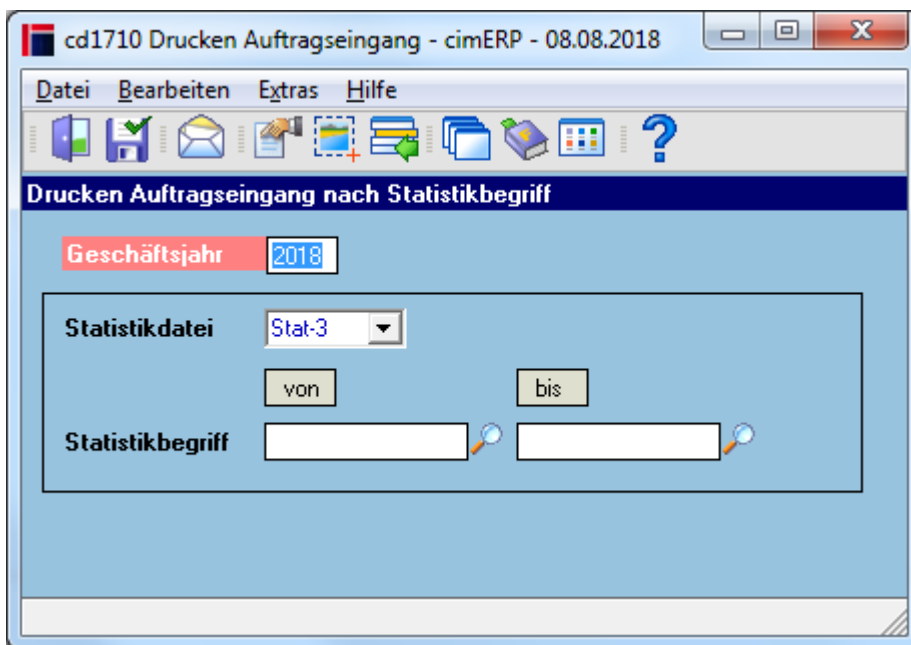 cd1710 Drucken Auftragseingang - cimERP - 08.08.2018
Datei Bearbeiten Extras Hilfe
Drucken Auftragseingang nach Statistikbegriff
Geschäftsjahr 2018
Statistikdatei Stat-3
von bis
Statistikbegriff